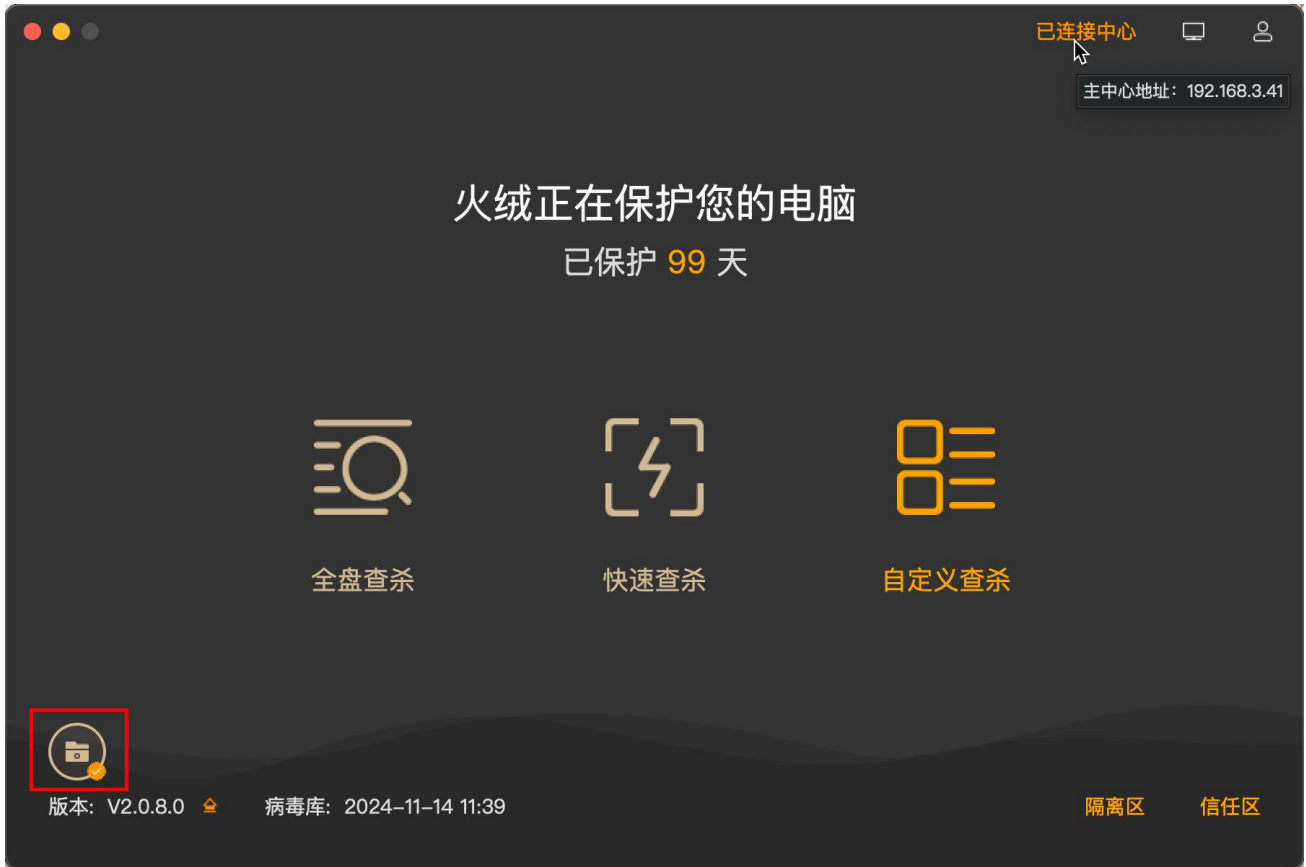 已连接中心
主中心地址：192.168.3.41
火绒正在保护您的电脑
已保护 99 天
全盘查杀
快速查杀
自定义查杀
版本: V2.0.8.0 病毒库: 2024-11-14 11:39 隔离区 信任区